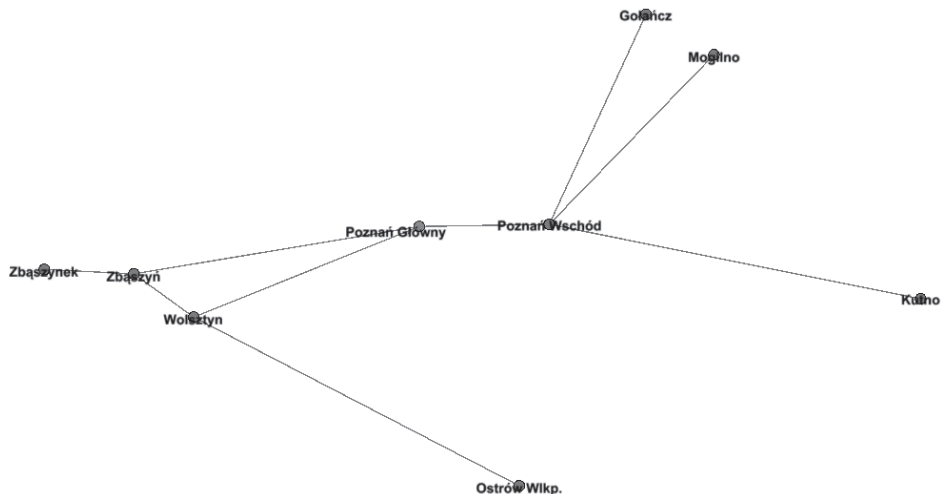 Gołańcz
Mogilno
Poznań Główny
Poznań Wschód
Zbąszynek
Zbąszyń
Wolsztyn
Kutno
Ostrów Wlkp.